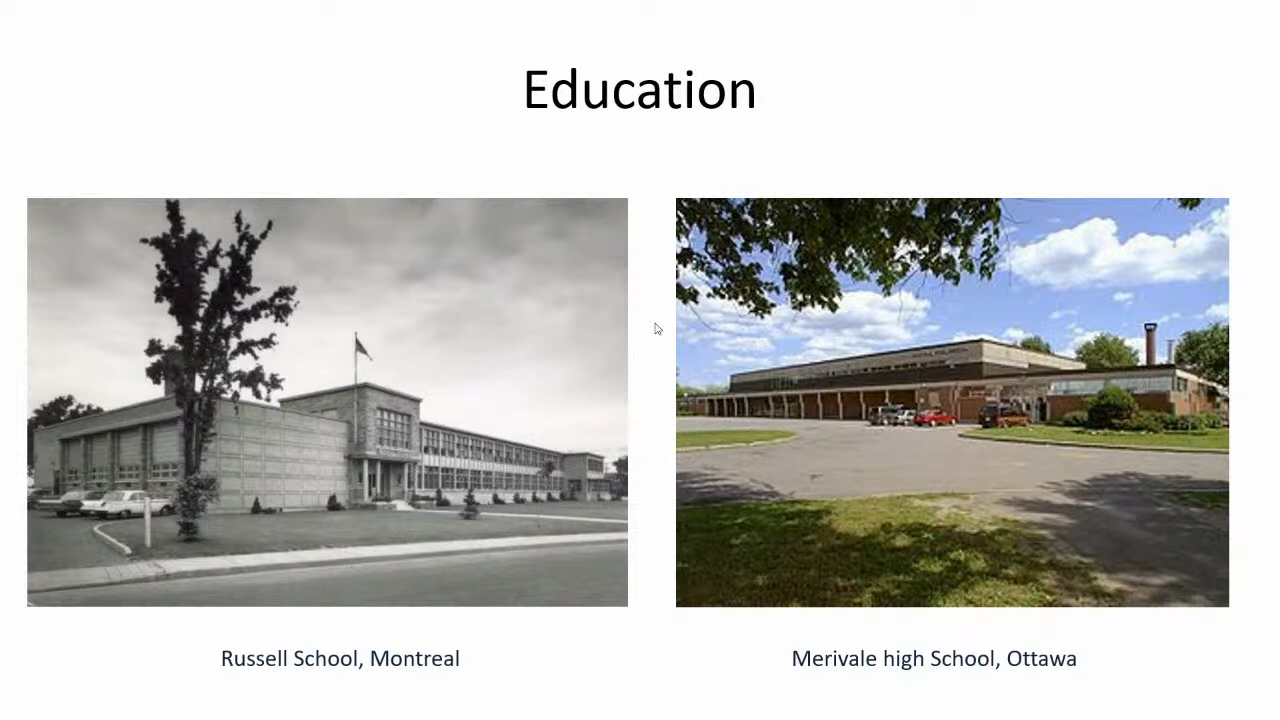 Education
Russell School, Montreal
Merivale high School, Ottawa